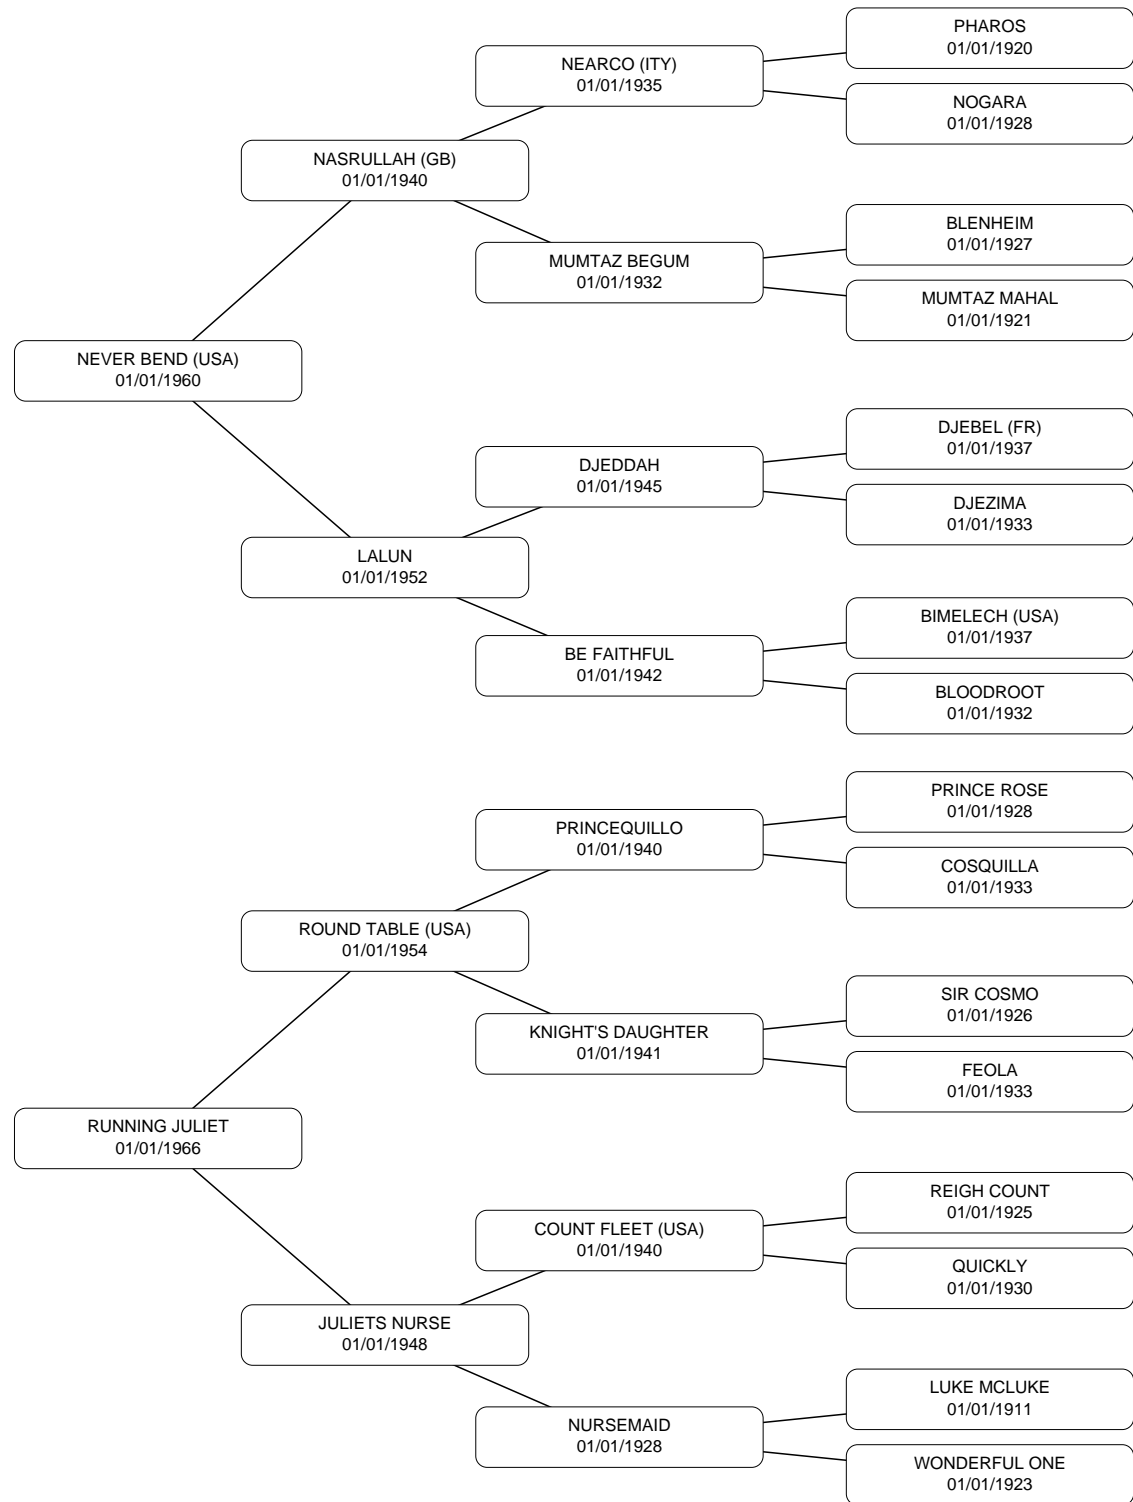 PHAROS
01/01/1920
NEARCO (ITY)
01/01/1935
NOGARA
01/01/1928
NASRULLAH (GB)
01/01/1940
BLENHEIM
01/01/1927
MUMTAZ BEGUM
01/01/1932
MUMTAZ MAHAL
01/01/1921
NEVER BEND (USA)
01/01/1960
DJEBEL (FR)
01/01/1937
DJEDDAH
01/01/1945
DJEZIMA
01/01/1933
LALUN
01/01/1952
BIMELECH (USA)
01/01/1937
BE FAITHFUL
01/01/1942
BLOODROOT
01/01/1932
PRINCE ROSE
01/01/1928
PRINCEQUILLO
01/01/1940
COSQUILLA
01/01/1933
ROUND TABLE (USA)
01/01/1954
SIR COSMO
01/01/1926
KNIGHT'S DAUGHTER
01/01/1941
FEOLA
01/01/1933
RUNNING JULIET
01/01/1966
REIGH COUNT
01/01/1925
COUNT FLEET (USA)
01/01/1940
QUICKLY
01/01/1930
JULIETS NURSE
01/01/1948
LUKE MCLUKE
01/01/1911
NURSEMAID
01/01/1928
WONDERFUL ONE
01/01/1923